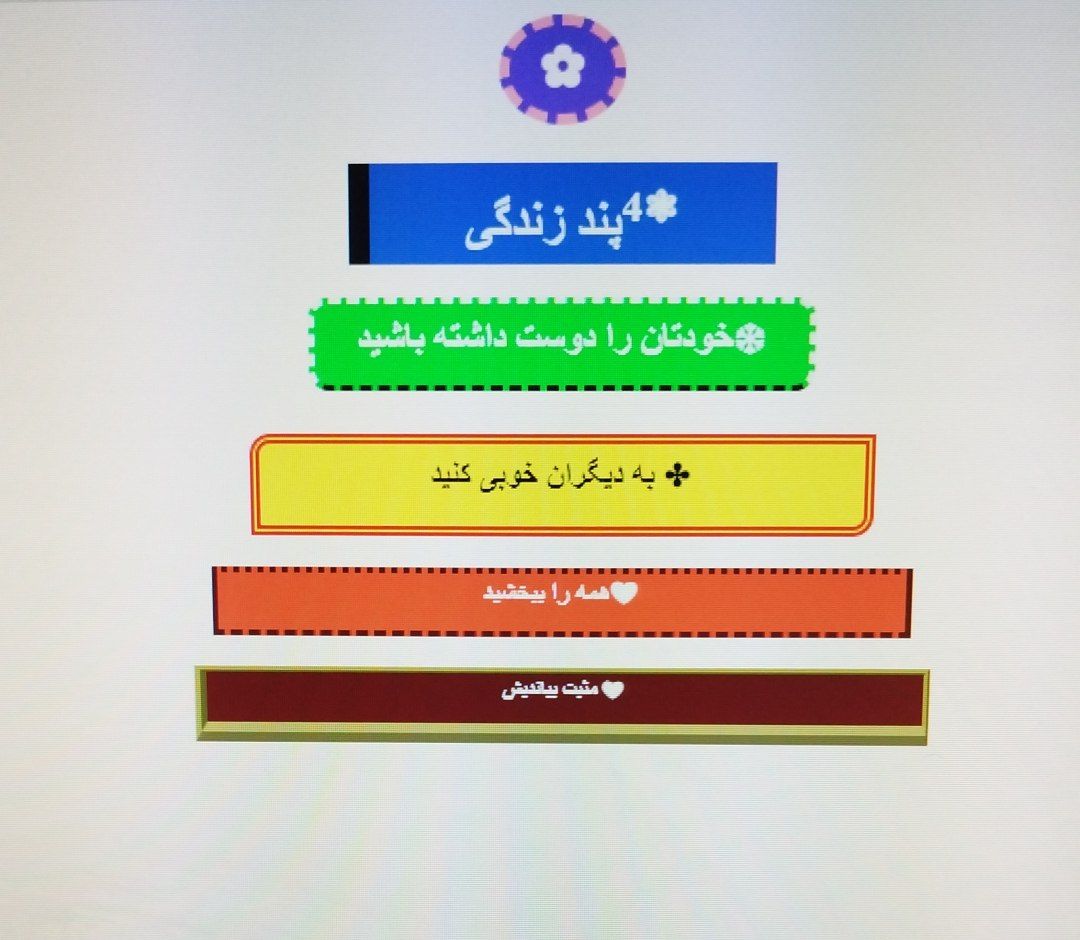 ✽4پند زندگی
❆خودتان را دوست داشته باشید
✤ به دیگران خوبی کنید
♥همه را ببخشید
♥ مثبت بیاندیش